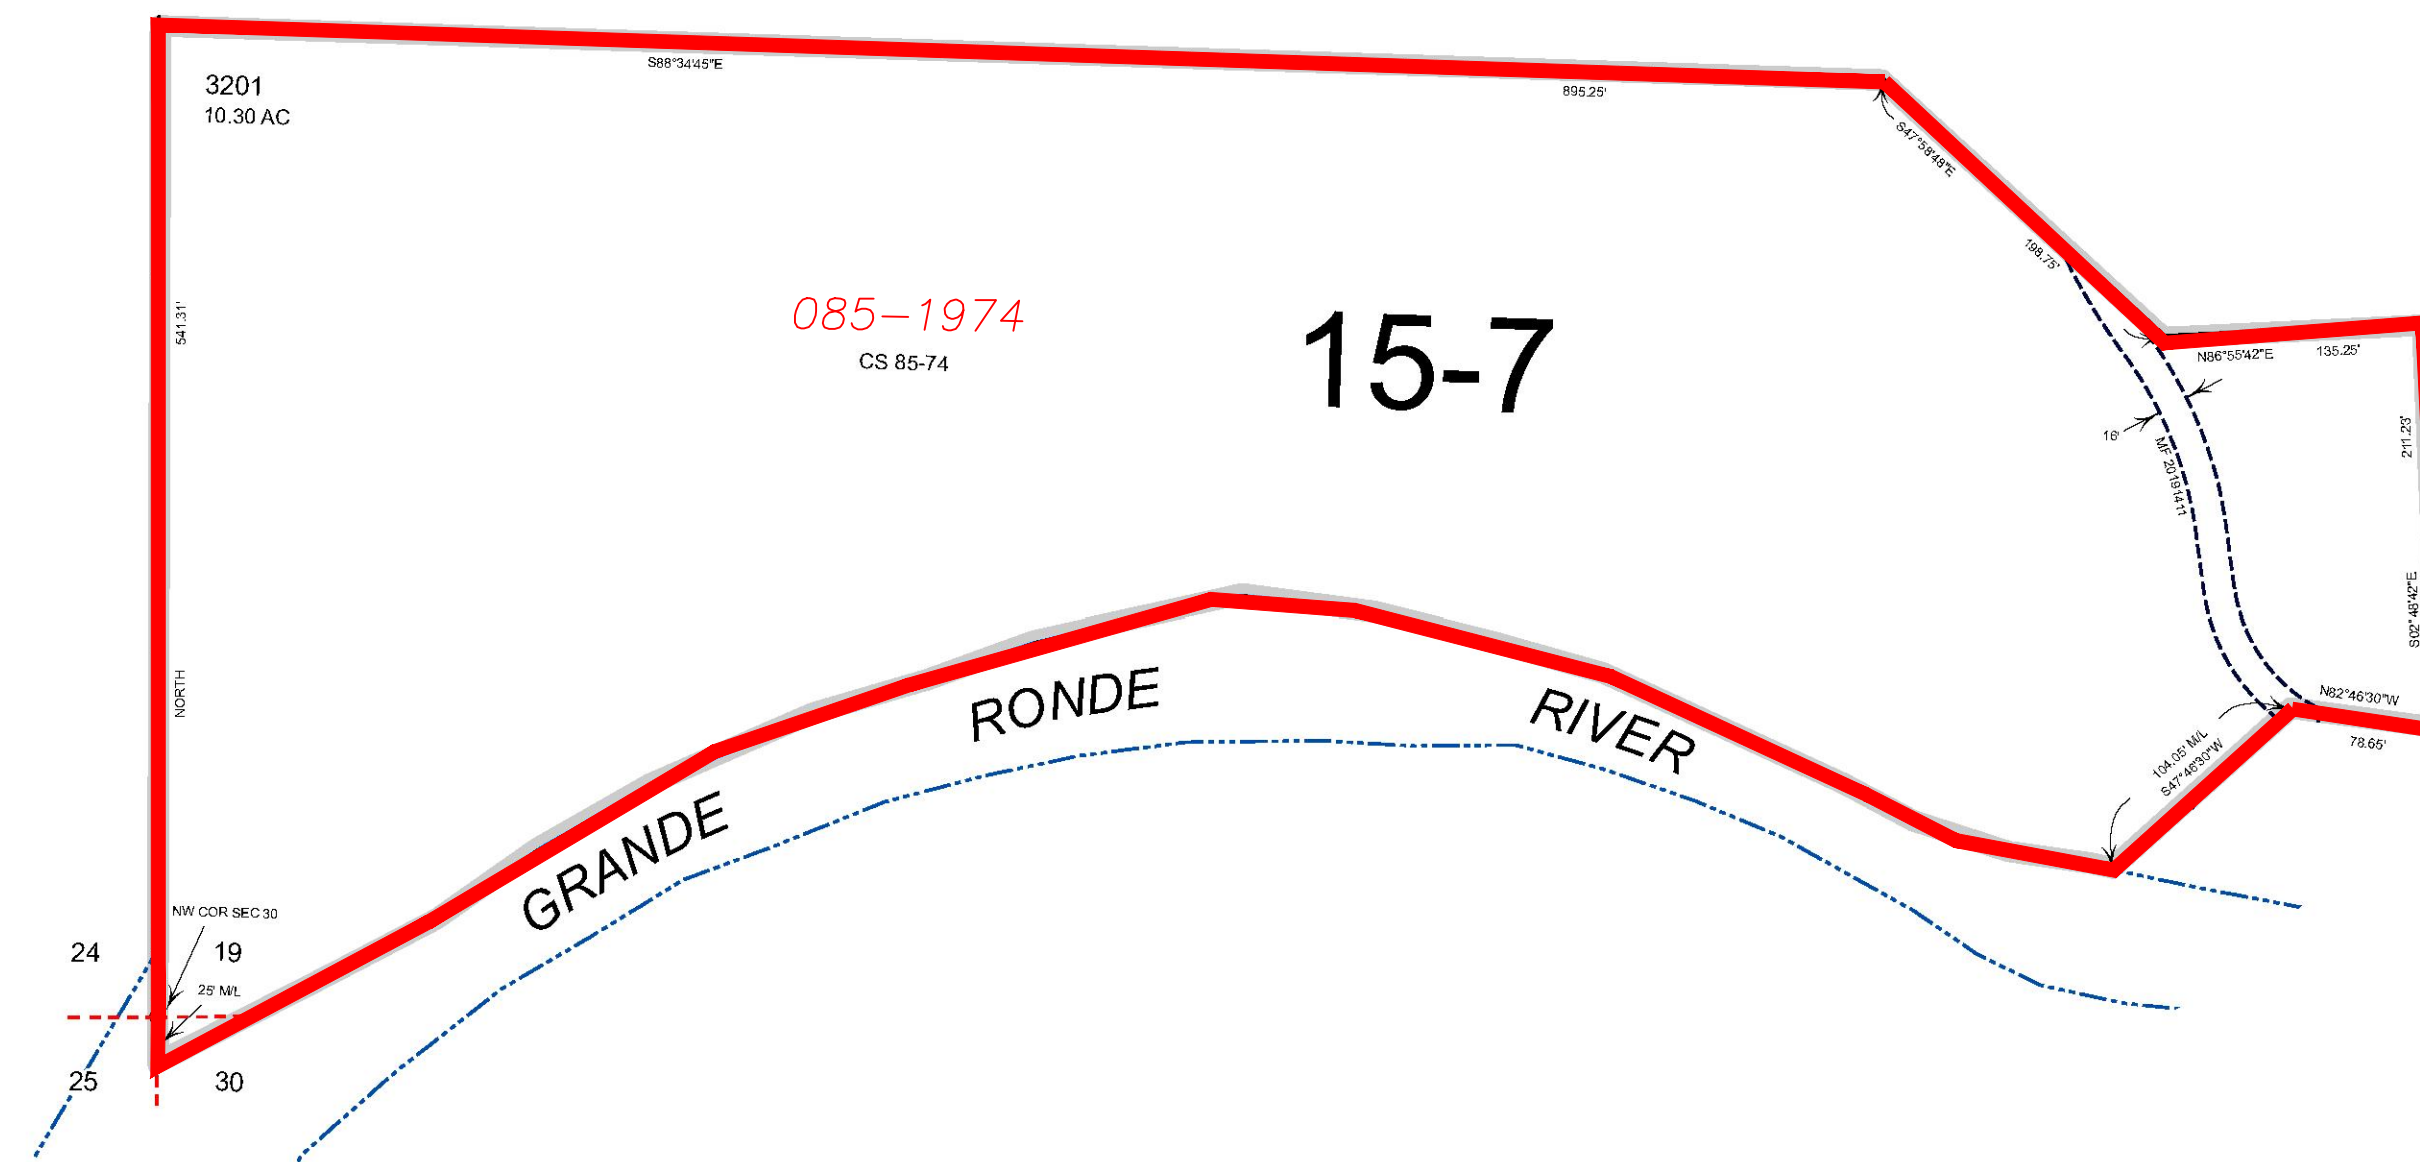 S88°34'45"E
895.25'
3201
10.30 AC
S47°58'48"E
198.75'
541.31'
085-1974
CS 85-74
15-7
N86°55'42"E
135.25'
16'
MF 20191411
211.23'
S02°48'42"E
NORTH
RONDE
RIVER
GRANDE
N82°46'30"W
78.65'
104.05' M/L
S47°46'30"W
NW COR SEC 30
24
19
25' M/L
25
30